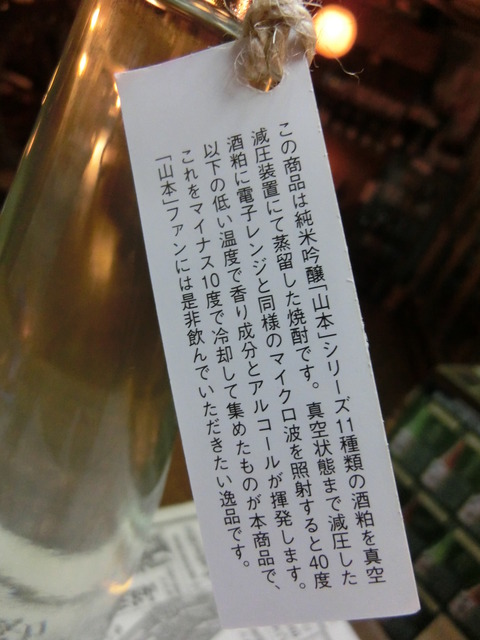 この商品は純米吟醸「山本」シリーズ11種類の酒粕を真空
減圧装置にて蒸留した焼酎です。真空状態まで減圧した
酒粕に電子レンジと同様のマイクロ波を照射すると40度
以下の低い温度で香り成分とアルコールが揮発します。
これをマイナス10度で冷却して集めたものが本商品で、
「山本」ファンには是非飲んでいただきたい逸品です。